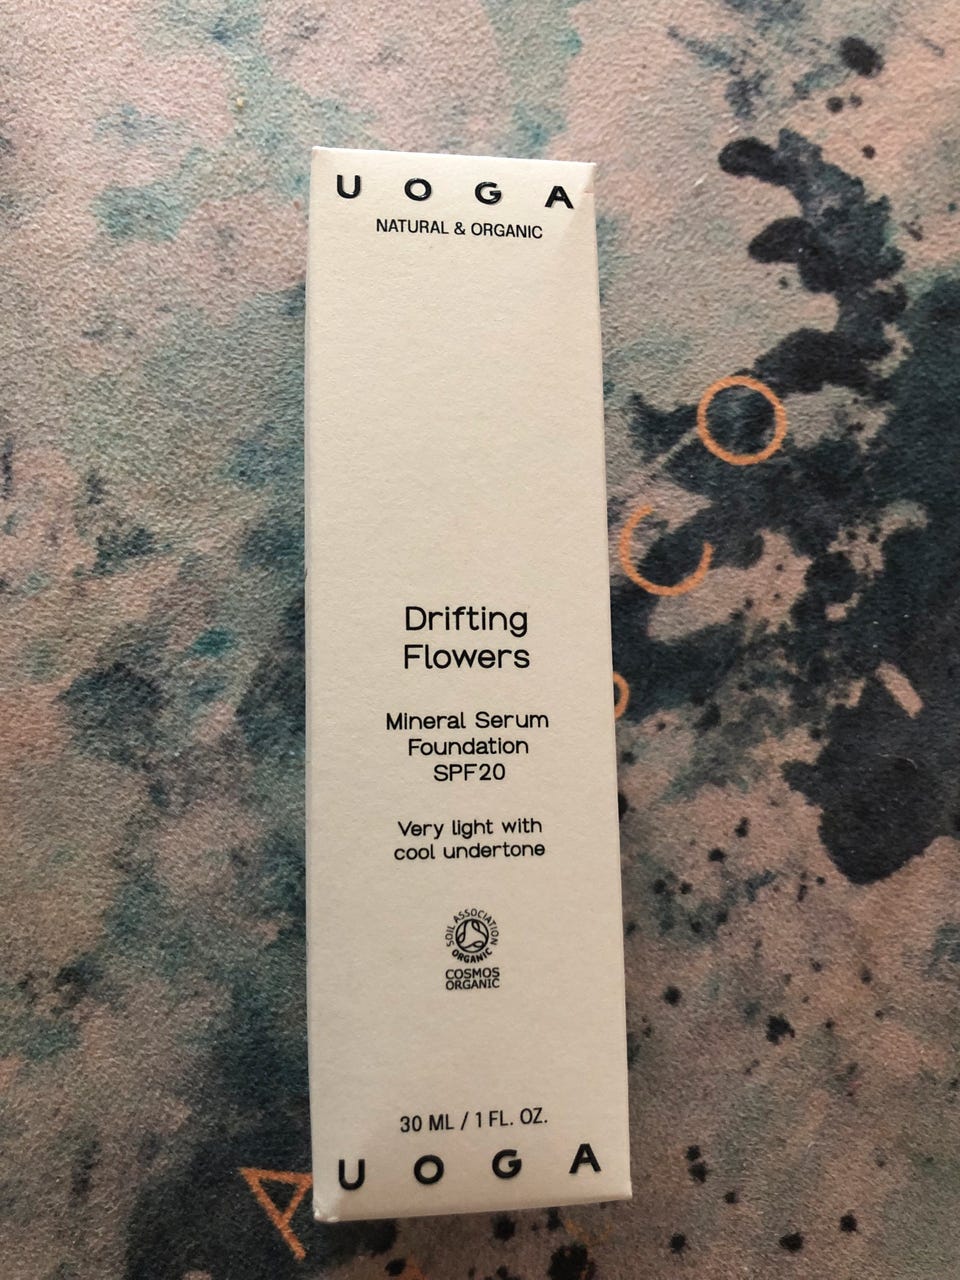 U O G A
NATURAL & ORGANIC
Drifting
Flowers
Mineral Serum
Foundation
SPF20
Very light with
cool undertone
SOIL ASSOCIATION
ORGANIC
COSMOS
ORGANIC
30 ML / 1 FL. OZ.
U O G A